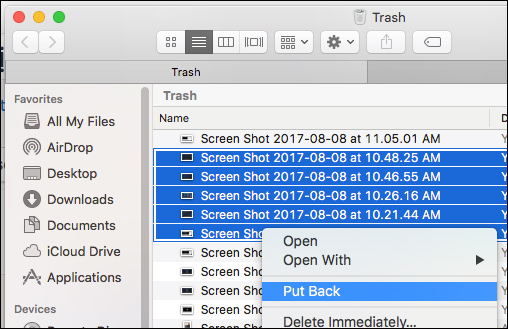 Trash
Trash
Favorites
All My Files
AirDrop
Desktop
Downloads
Documents
iCloud Drive
Applications
Devices
Trash
Name
Screen Shot 2017-08-08 at 11.05.01 AM
Screen Shot 2017-08-08 at 10.48.25 AM
Screen Shot 2017-08-08 at 10.46.55 AM
Screen Shot 2017-08-08 at 10.26.16 AM
Screen Shot 2017-08-08 at 10.21.44 AM
Screen Sho
Screen Sho
Screen Sho
Screen Sho
Screen Sho
Open
Open With
Put Back
Delete Immediately...